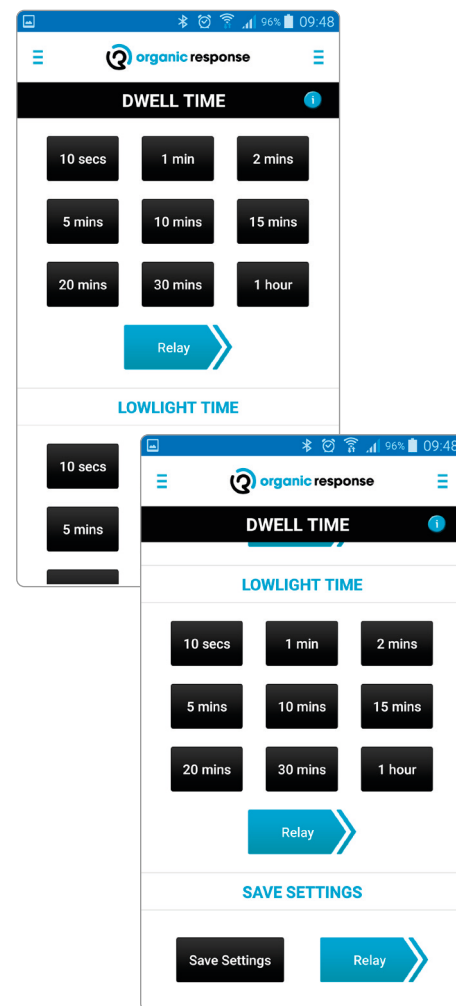 96% 09:48
organic response
DWELL TIME i
10 secs 1 min 2 mins
5 mins 10 mins 15 mins
20 mins 30 mins 1 hour
Relay
LOWLIGHT TIME
10 secs
5 mins
96% 09:48
organic response
DWELL TIME i
LOWLIGHT TIME
10 secs 1 min 2 mins
5 mins 10 mins 15 mins
20 mins 30 mins 1 hour
Relay
SAVE SETTINGS
Save Settings Relay